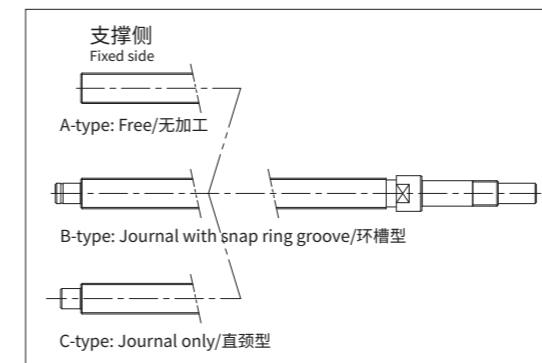 支撑侧
Fixed side
A-type: Free/无加工
B-type: Journal with snap ring groove/环槽型
C-type: Journal only/直颈型